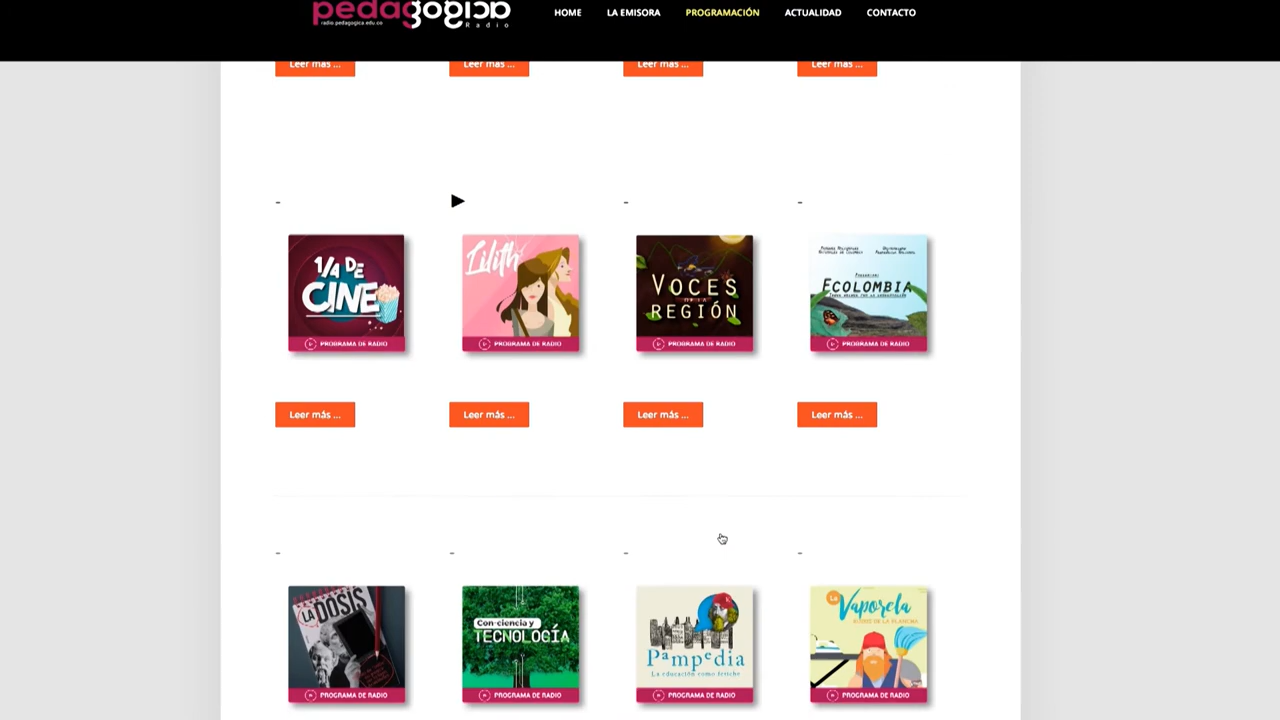 pedagogica
radio.pedagogica.edu.co
Radio
HOME LA EMISORA PROGRAMACIÓN ACTUALIDAD CONTACTO
Leer más ... Leer más ... Leer más ... Leer más ...
- - -
1/4 DE
CINE
PROGRAMA DE RADIO
Lilith
PROGRAMA DE RADIO
VOCES
DE LA
REGIÓN
PROGRAMA DE RADIO
ECOLOMBIA
PROGRAMA DE RADIO
Leer más ... Leer más ... Leer más ... Leer más ...
- - - -
LA DOSIS
PROGRAMA DE RADIO
Con-ciencia y
TECNOLOGÍA
PROGRAMA DE RADIO
Pampedia
La educación como fetiche
PROGRAMA DE RADIO
La
Vaporela
PROGRAMA DE RADIO